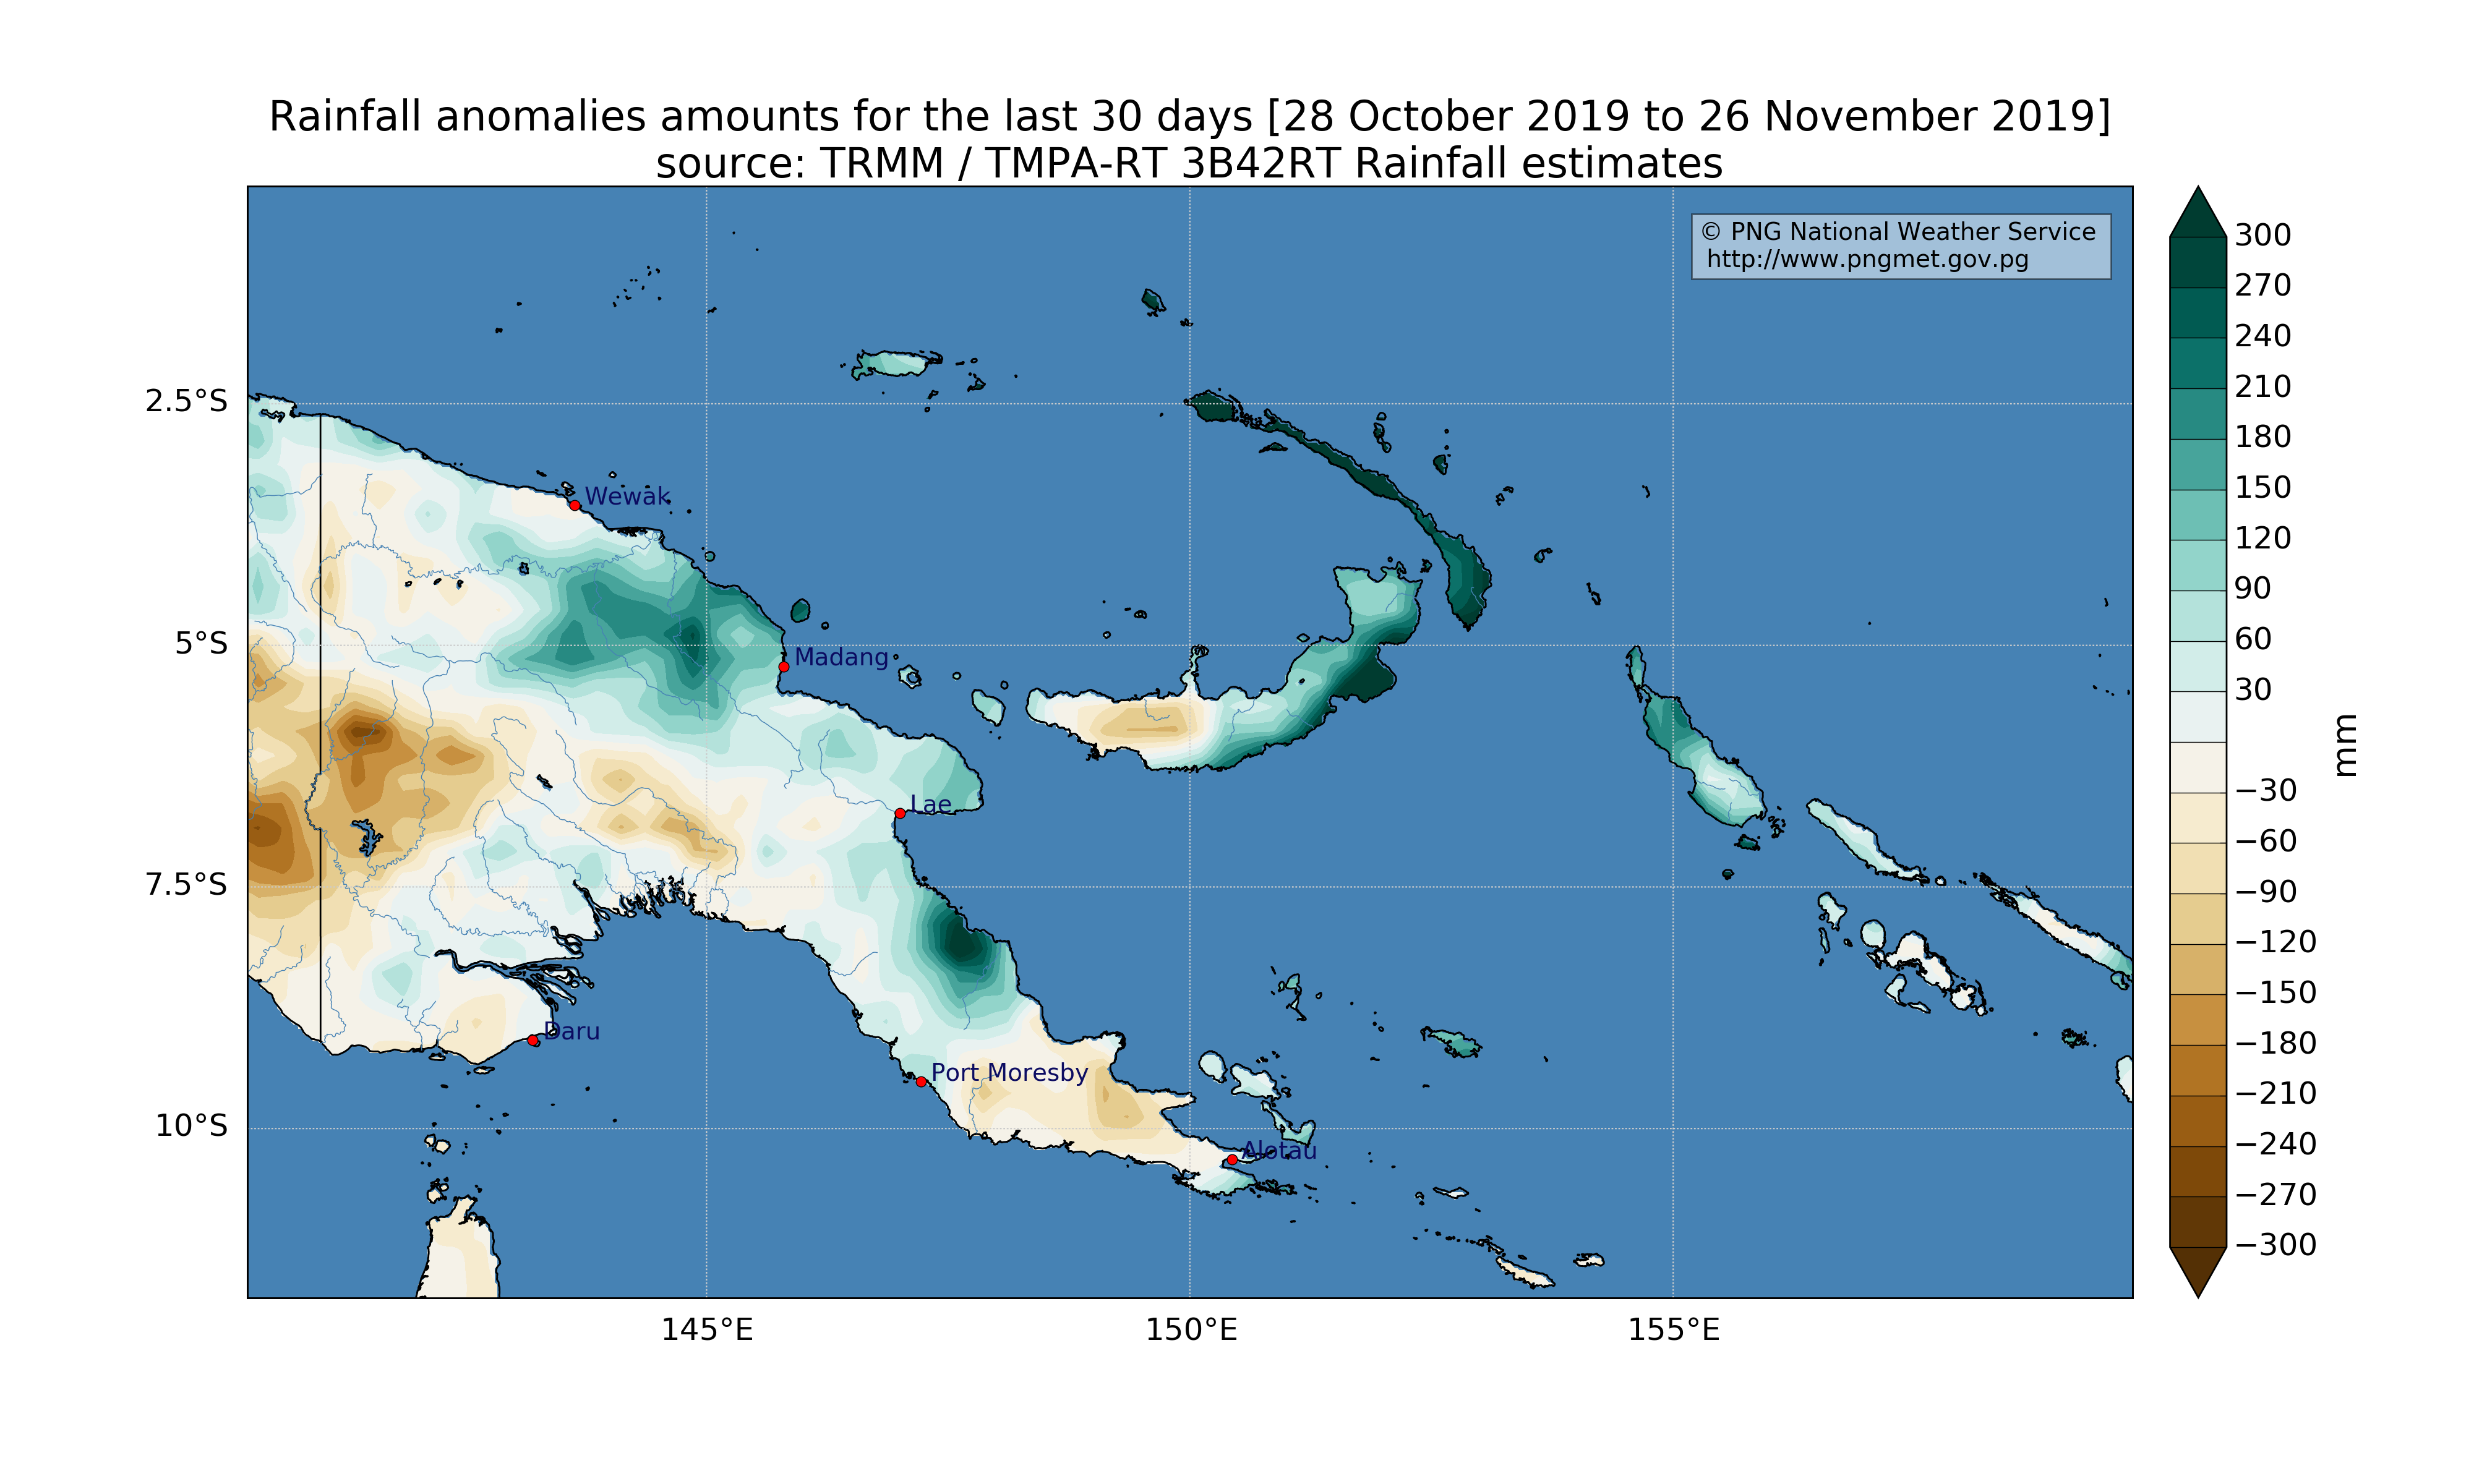 Rainfall anomalies amounts for the last 30 days [28 October 2019 to 26 November 2019]
source: TRMM / TMPA-RT 3B42RT Rainfall estimates
© PNG National Weather Service
http://www.pngmet.gov.pg
2.5°S
5°S
7.5°S
10°S
145°E
150°E
155°E
Wewak
Madang
Lae
Daru
Port Moresby
Alotau
300
270
240
210
180
150
120
90
60
30
−30
−60
−90
−120
−150
−180
−210
−240
−270
−300
mm